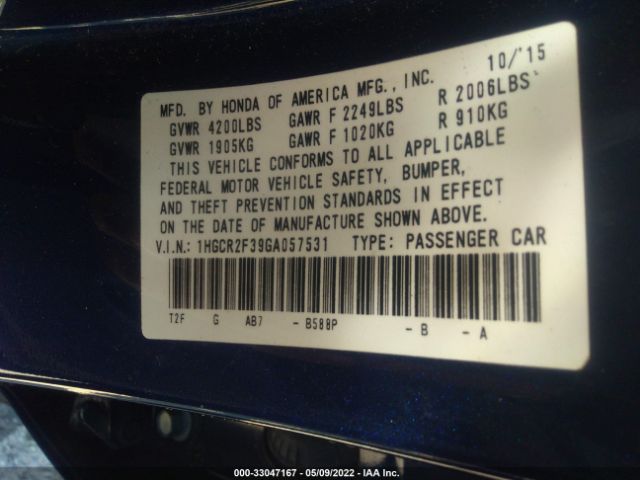 MFD. BY HONDA OF AMERICA MFG., INC. 10/'15
GVWR 4200LBS GAWR F 2249LBS R 2006LBS
GVWR 1905KG GAWR F 1020KG R 910KG
THIS VEHICLE CONFORMS TO ALL APPLICABLE
FEDERAL MOTOR VEHICLE SAFETY, BUMPER,
AND THEFT PREVENTION STANDARDS IN EFFECT
ON THE DATE OF MANUFACTURE SHOWN ABOVE.
V.I.N.: 1HGCR2F39GA057531 TYPE: PASSENGER CAR
T2F G AB7 - B588P - B - A
000-33047167 - 05/09/2022 - IAA Inc.